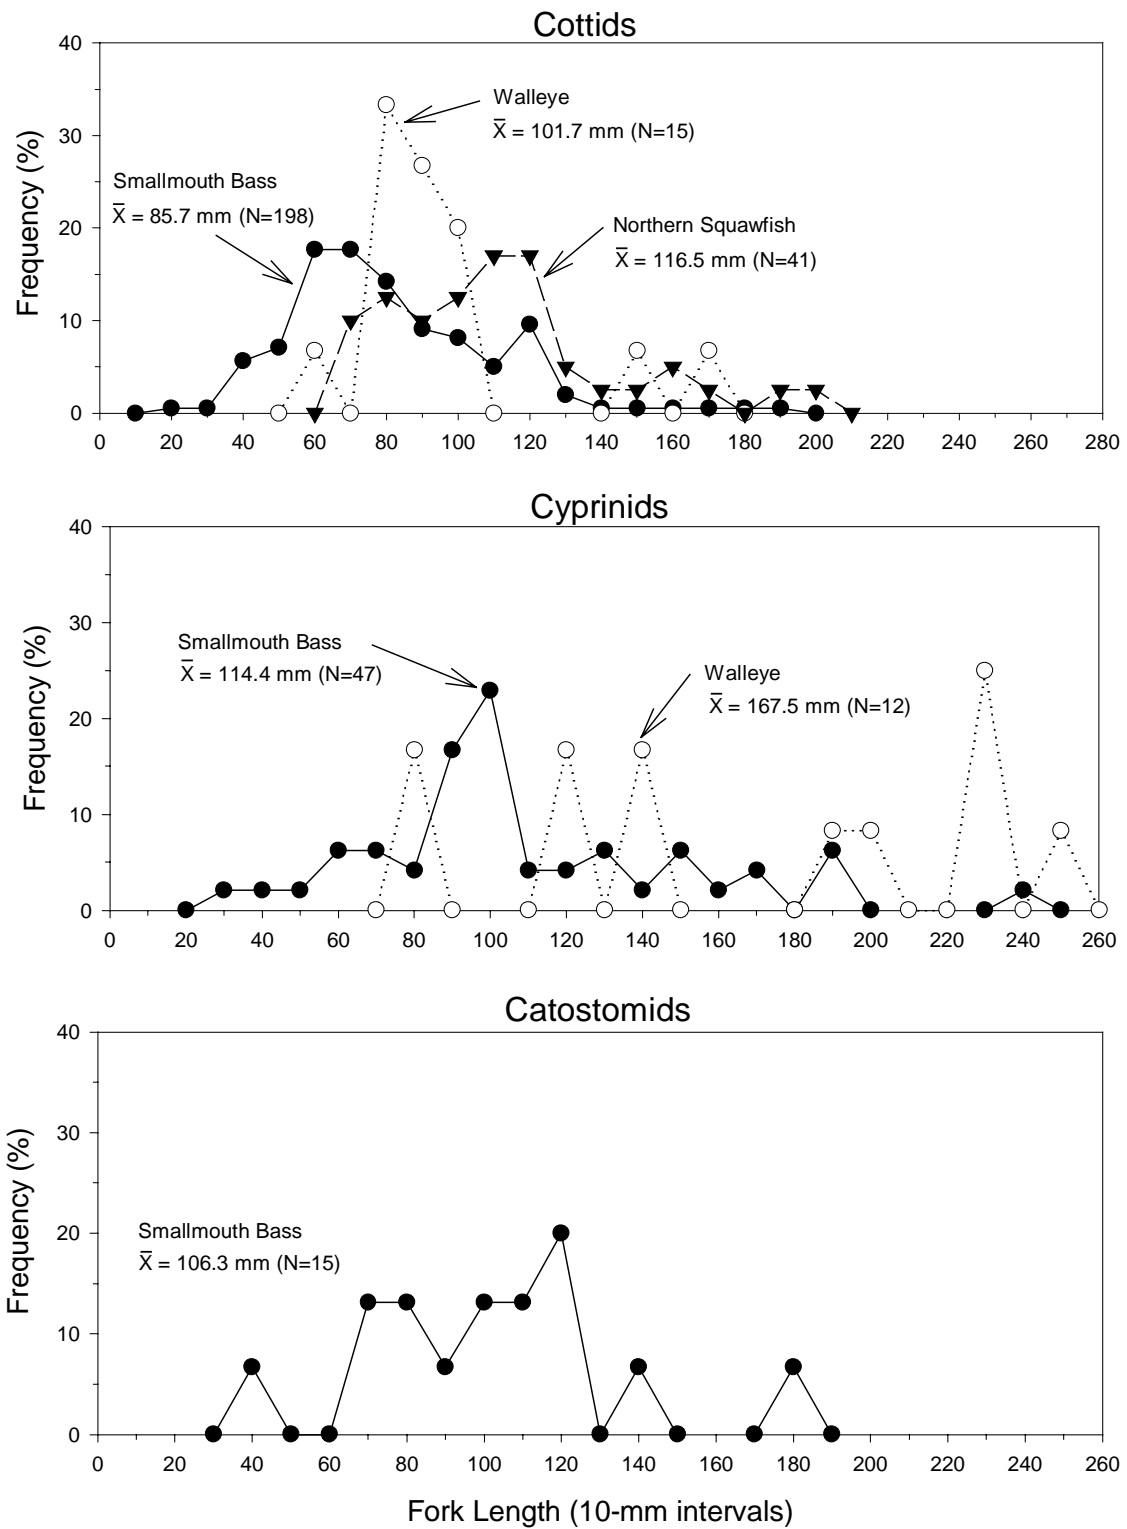 Cottids
40
30
20
10
0
Frequency (%)
Walleye
X̄ = 101.7 mm (N=15)
Smallmouth Bass
X̄ = 85.7 mm (N=198)
Northern Squawfish
X̄ = 116.5 mm (N=41)
0 20 40 60 80 100 120 140 160 180 200 220 240 260 280
Cyprinids
40
30
20
10
0
Frequency (%)
Smallmouth Bass
X̄ = 114.4 mm (N=47)
Walleye
X̄ = 167.5 mm (N=12)
0 20 40 60 80 100 120 140 160 180 200 220 240 260
Catostomids
40
30
20
10
0
Frequency (%)
Smallmouth Bass
X̄ = 106.3 mm (N=15)
0 20 40 60 80 100 120 140 160 180 200 220 240 260
Fork Length (10-mm intervals)